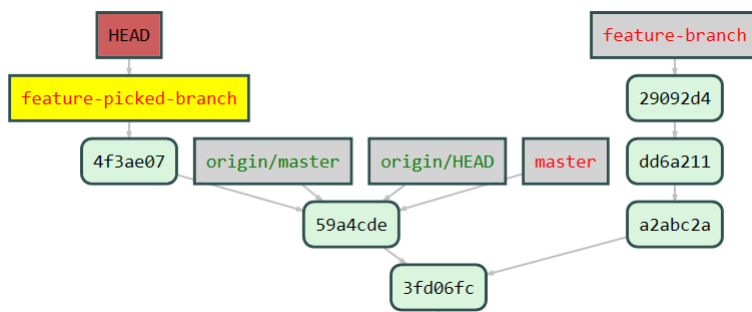 HEAD
feature-branch
feature-picked-branch
29092d4
4f3ae07
origin/master
origin/HEAD
master
dd6a211
59a4cde
a2abc2a
3fd06fc